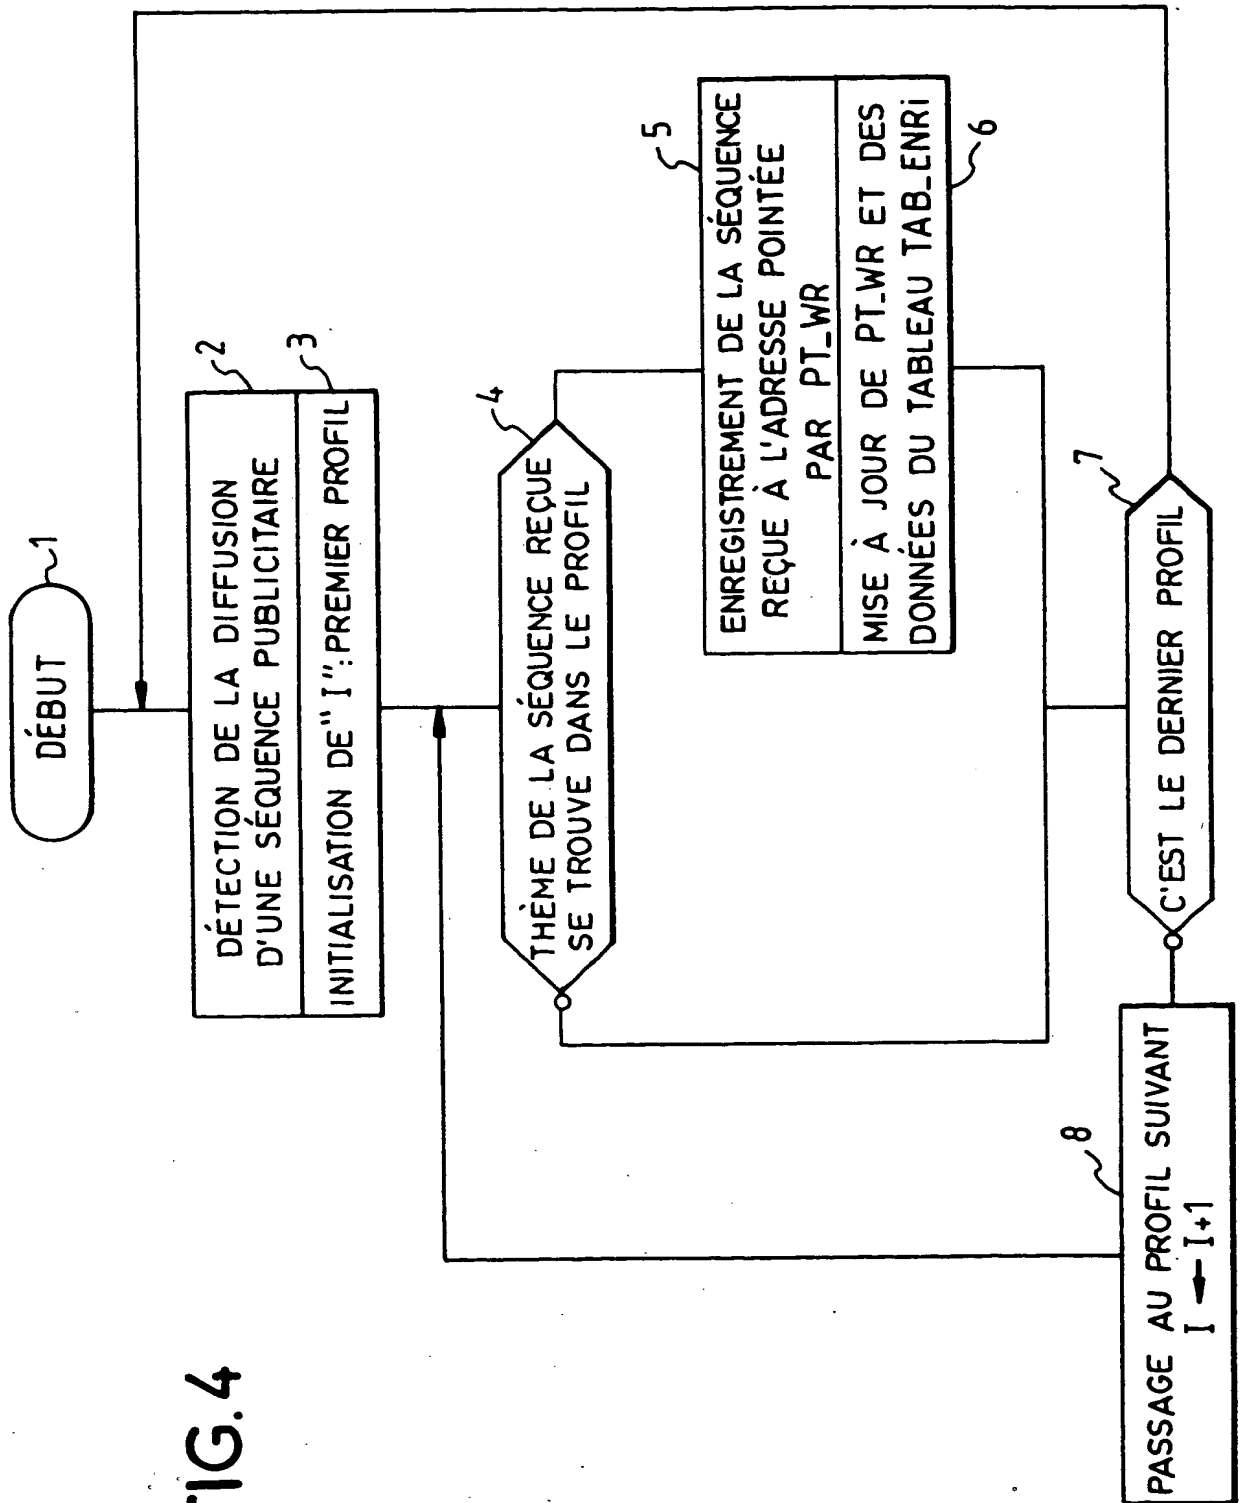 DÉBUT
1
DÉTECTION DE LA DIFFUSION
D'UNE SÉQUENCE PUBLICITAIRE
2
INITIALISATION DE "I": PREMIER PROFIL
3
THÈME DE LA SÉQUENCE REÇUE
SE TROUVE DANS LE PROFIL
4
ENREGISTREMENT DE LA SÉQUENCE
REÇUE À L'ADRESSE POINTÉE
PAR PT_WR
5
MISE À JOUR DE PT_WR ET DES
DONNÉES DU TABLEAU TAB_ENRi
6
C'EST LE DERNIER PROFIL
7
PASSAGE AU PROFIL SUIVANT
I ← I+1
8
FIG. 4